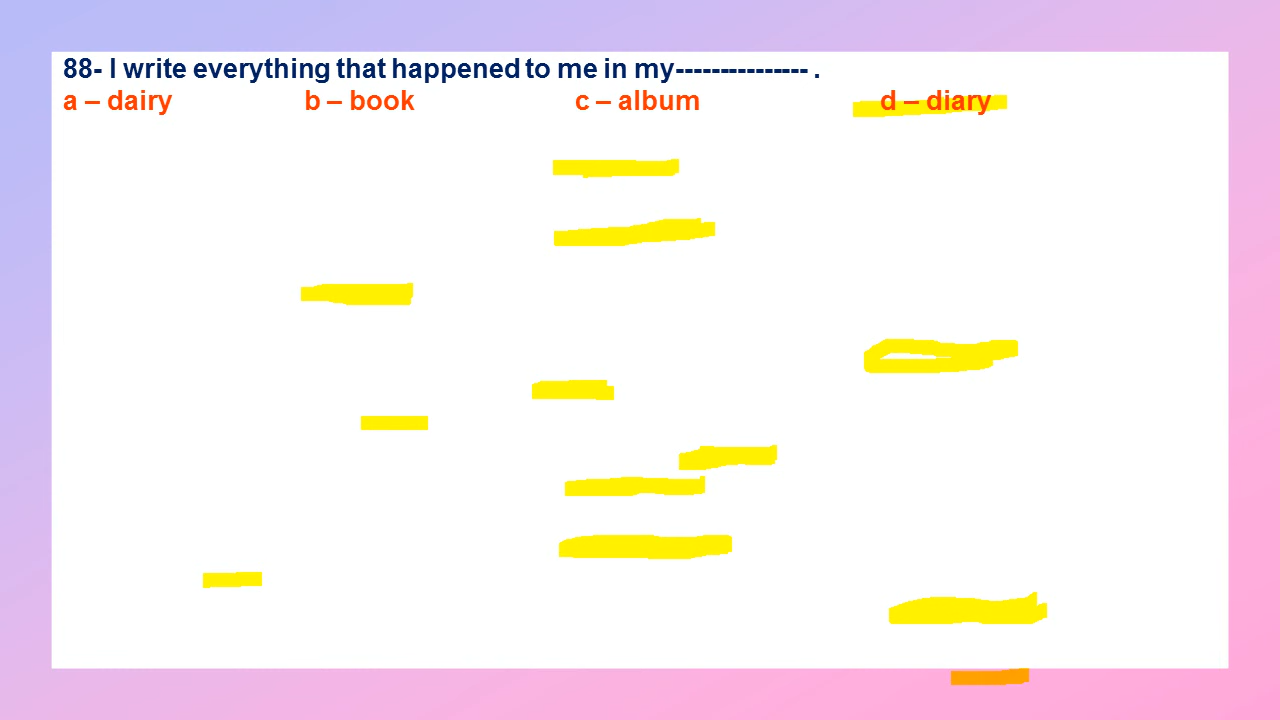 88- I write everything that happened to me in my--------------- .
a – dairy b – book c – album d – diary